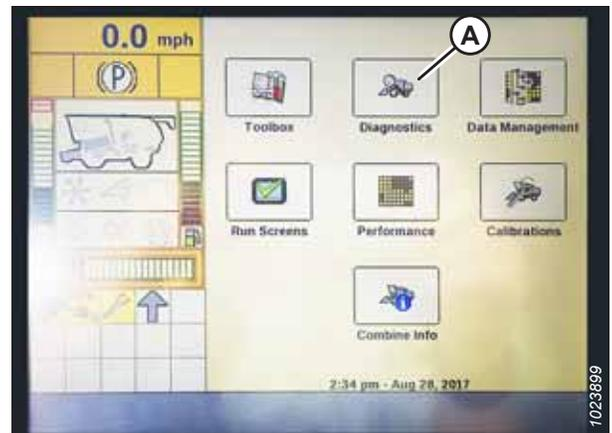 0.0 mph
A
(P)
Toolbox
Diagnostics
Data Management
Run Screens
Performance
Calibrations
Combine Info
2:34 pm - Aug 28, 2017
1023899